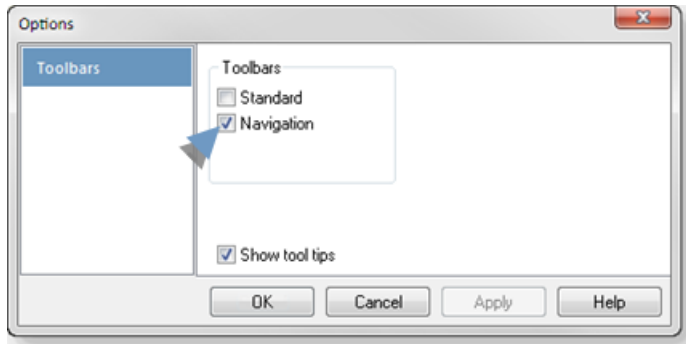 Options
Toolbars
Toolbars
Standard
Navigation
Show tool tips
OK Cancel Apply Help